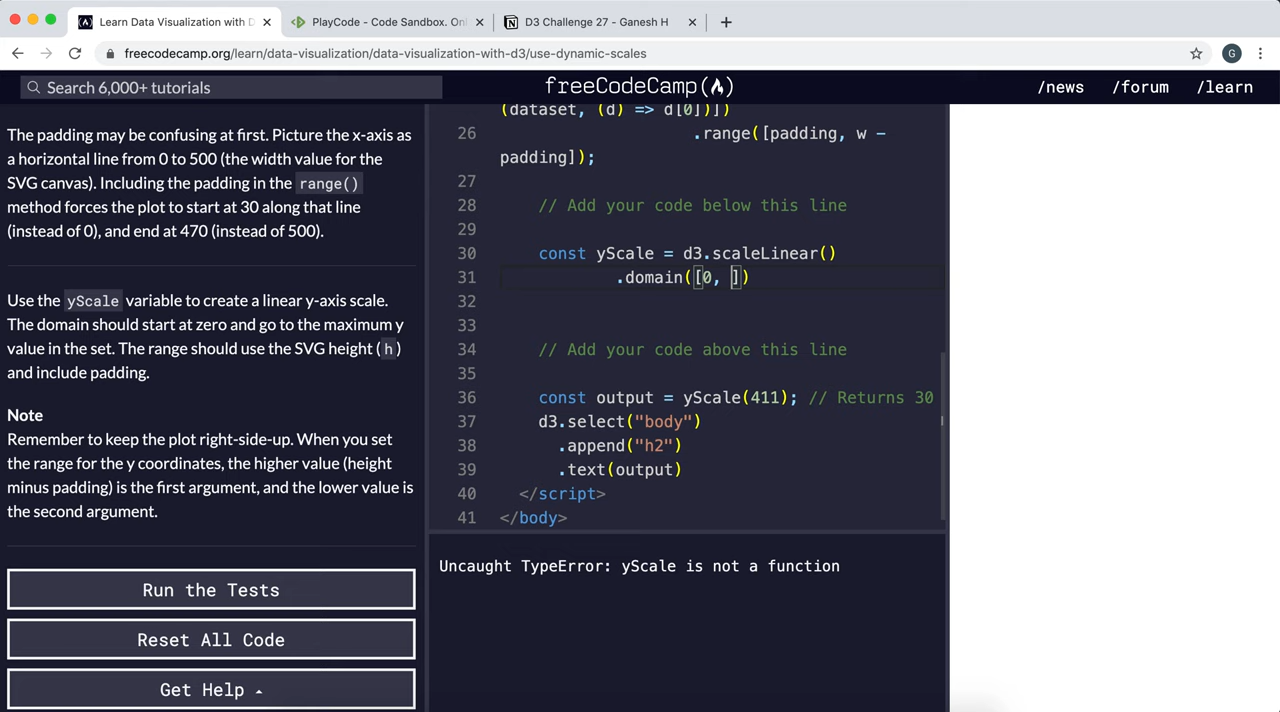 Learn Data Visualization with D
PlayCode - Code Sandbox. Onl
D3 Challenge 27 - Ganesh H
freecodecamp.org/learn/data-visualization/data-visualization-with-d3/use-dynamic-scales
G
Search 6,000+ tutorials
freeCodeCamp
/news
/forum
/learn
The padding may be confusing at first. Picture the x-axis as
a horizontal line from 0 to 500 (the width value for the
SVG canvas). Including the padding in the range()
method forces the plot to start at 30 along that line
(instead of 0), and end at 470 (instead of 500).
Use the yScale variable to create a linear y-axis scale.
The domain should start at zero and go to the maximum y
value in the set. The range should use the SVG height (h)
and include padding.
Note
Remember to keep the plot right-side-up. When you set
the range for the y coordinates, the higher value (height
minus padding) is the first argument, and the lower value is
the second argument.
Run the Tests
Reset All Code
Get Help
(dataset, (d) => d[0])])
26 .range([padding, w -
padding]);
27
28 // Add your code below this line
29
30 const yScale = d3.scaleLinear()
31 .domain([0, ])
32
33
34 // Add your code above this line
35
36 const output = yScale(411); // Returns 30
37 d3.select("body")
38 .append("h2")
39 .text(output)
40 </script>
41 </body>
Uncaught TypeError: yScale is not a function